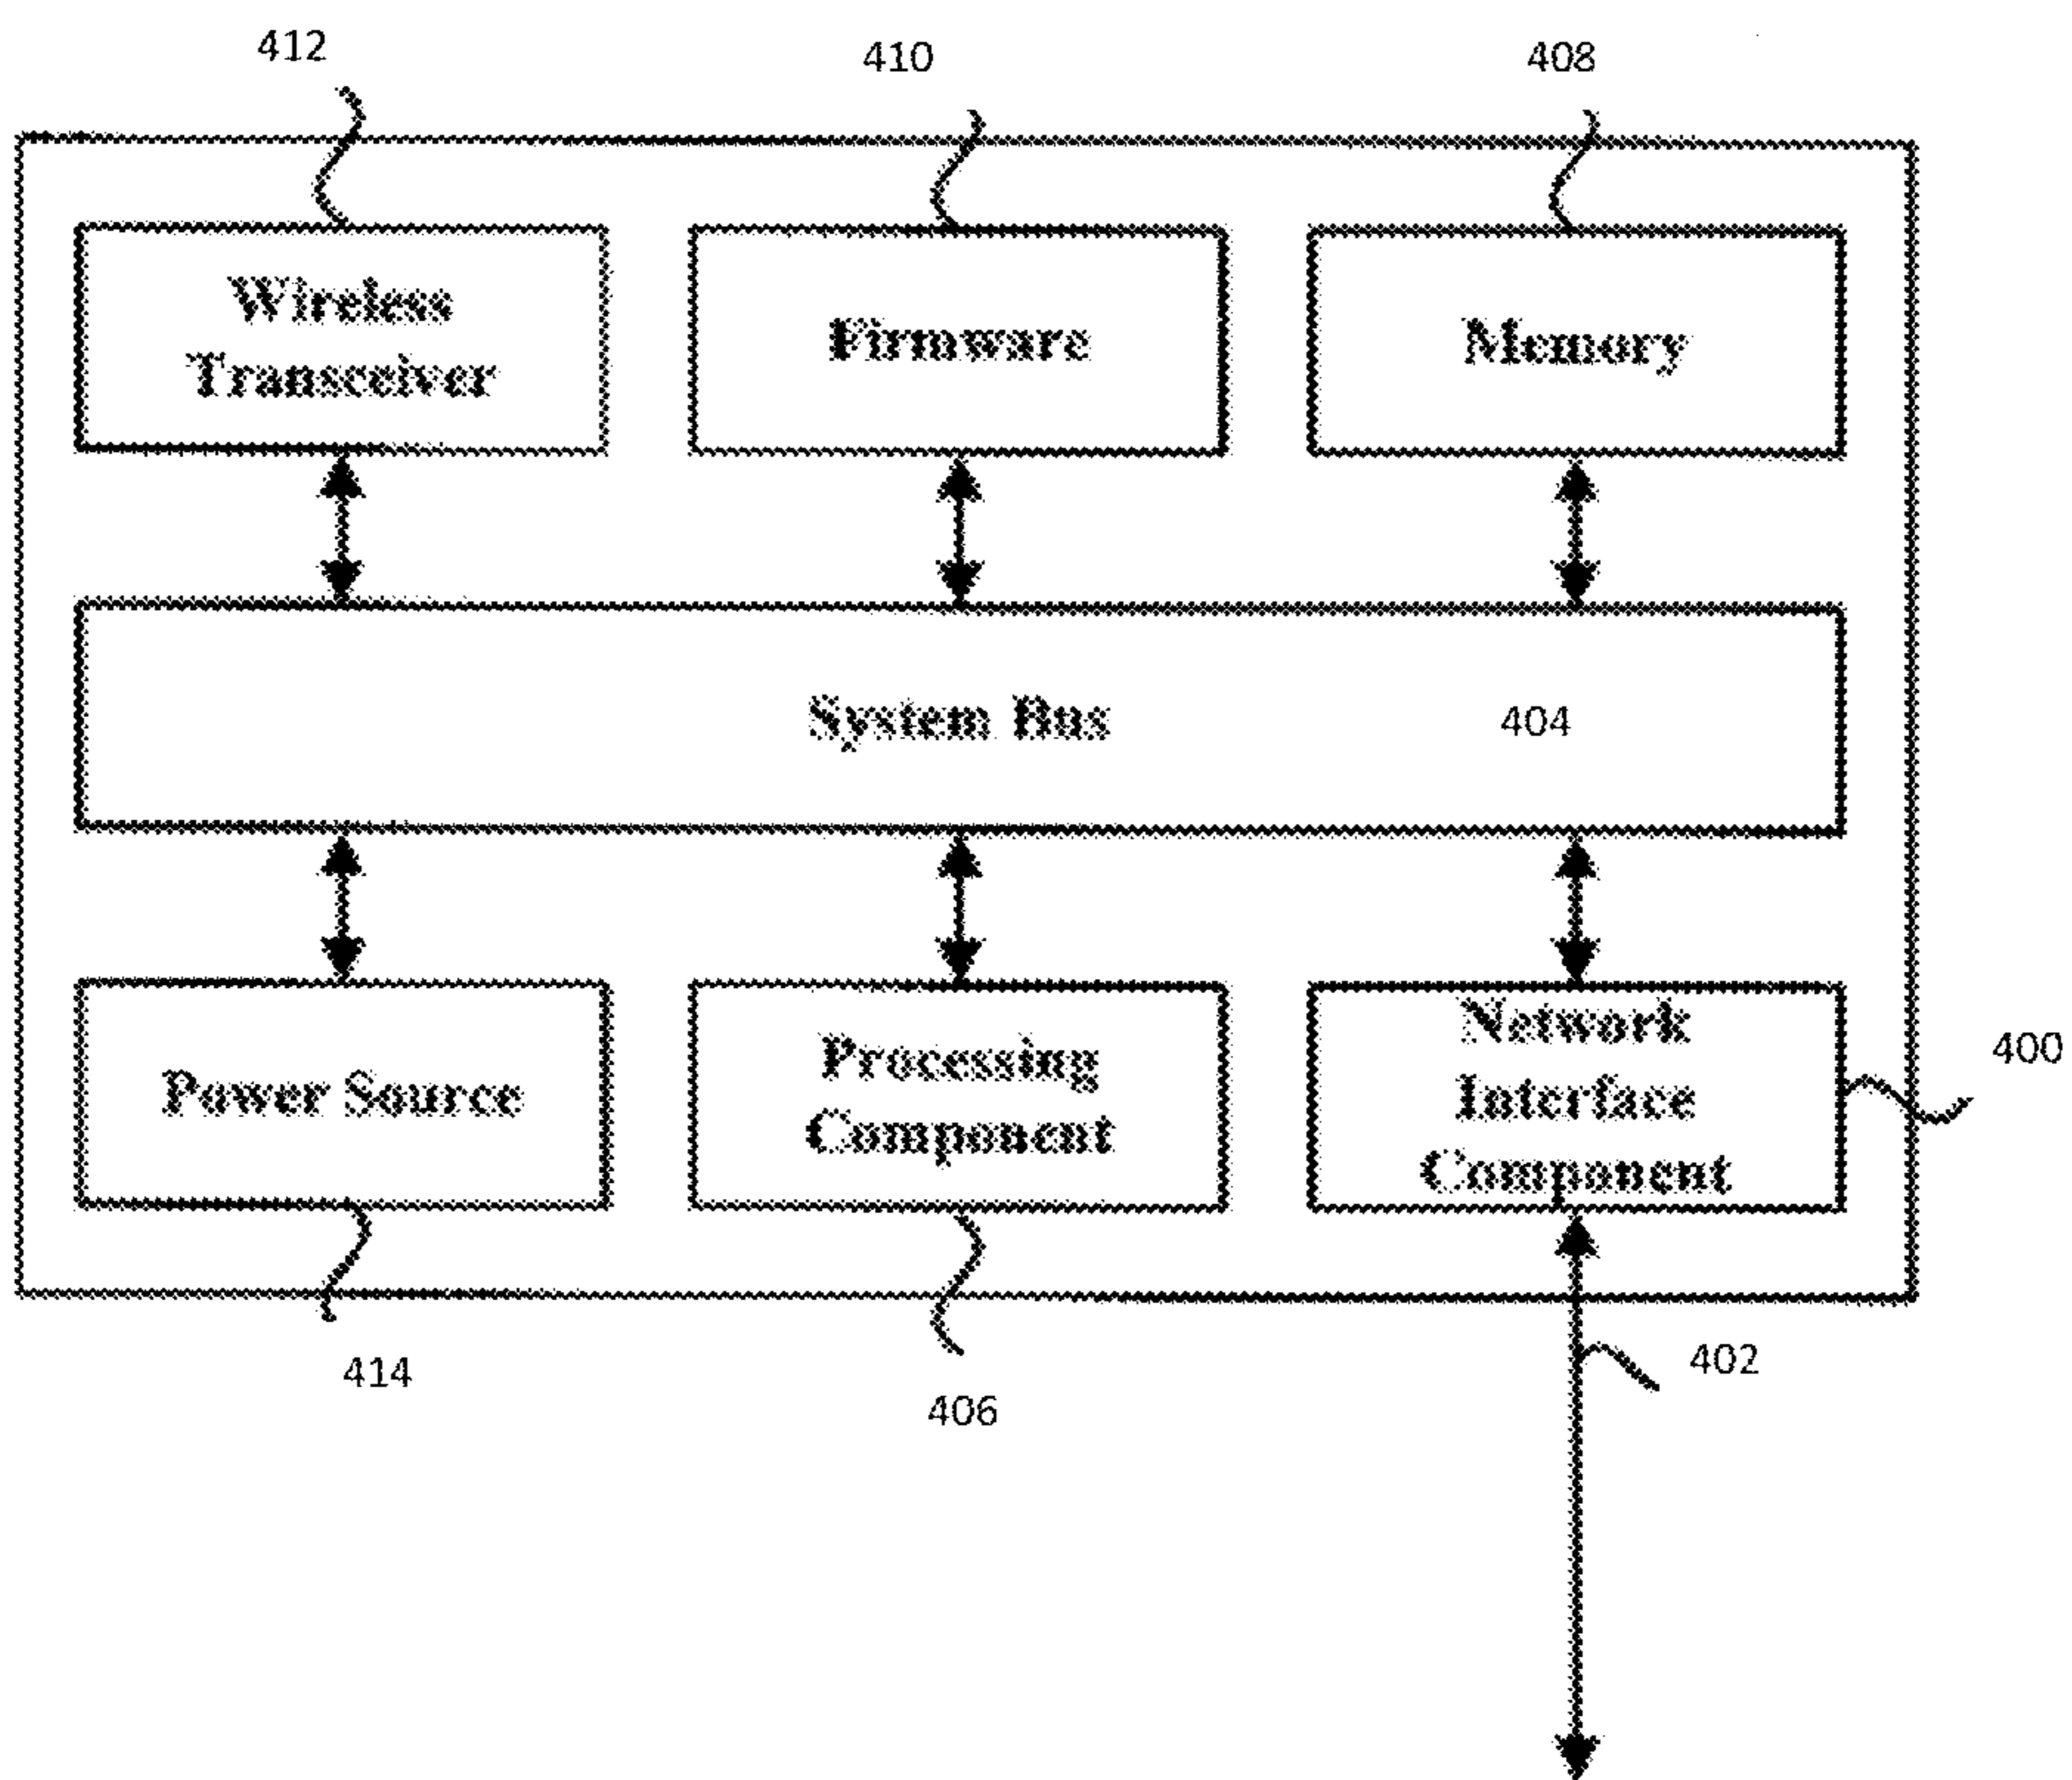 412
410
408
Wireless
Transceiver
Firmware
Memory
System Bus
404
Power Source
Processing
Component
Network
Interface
Component
400
414
406
402